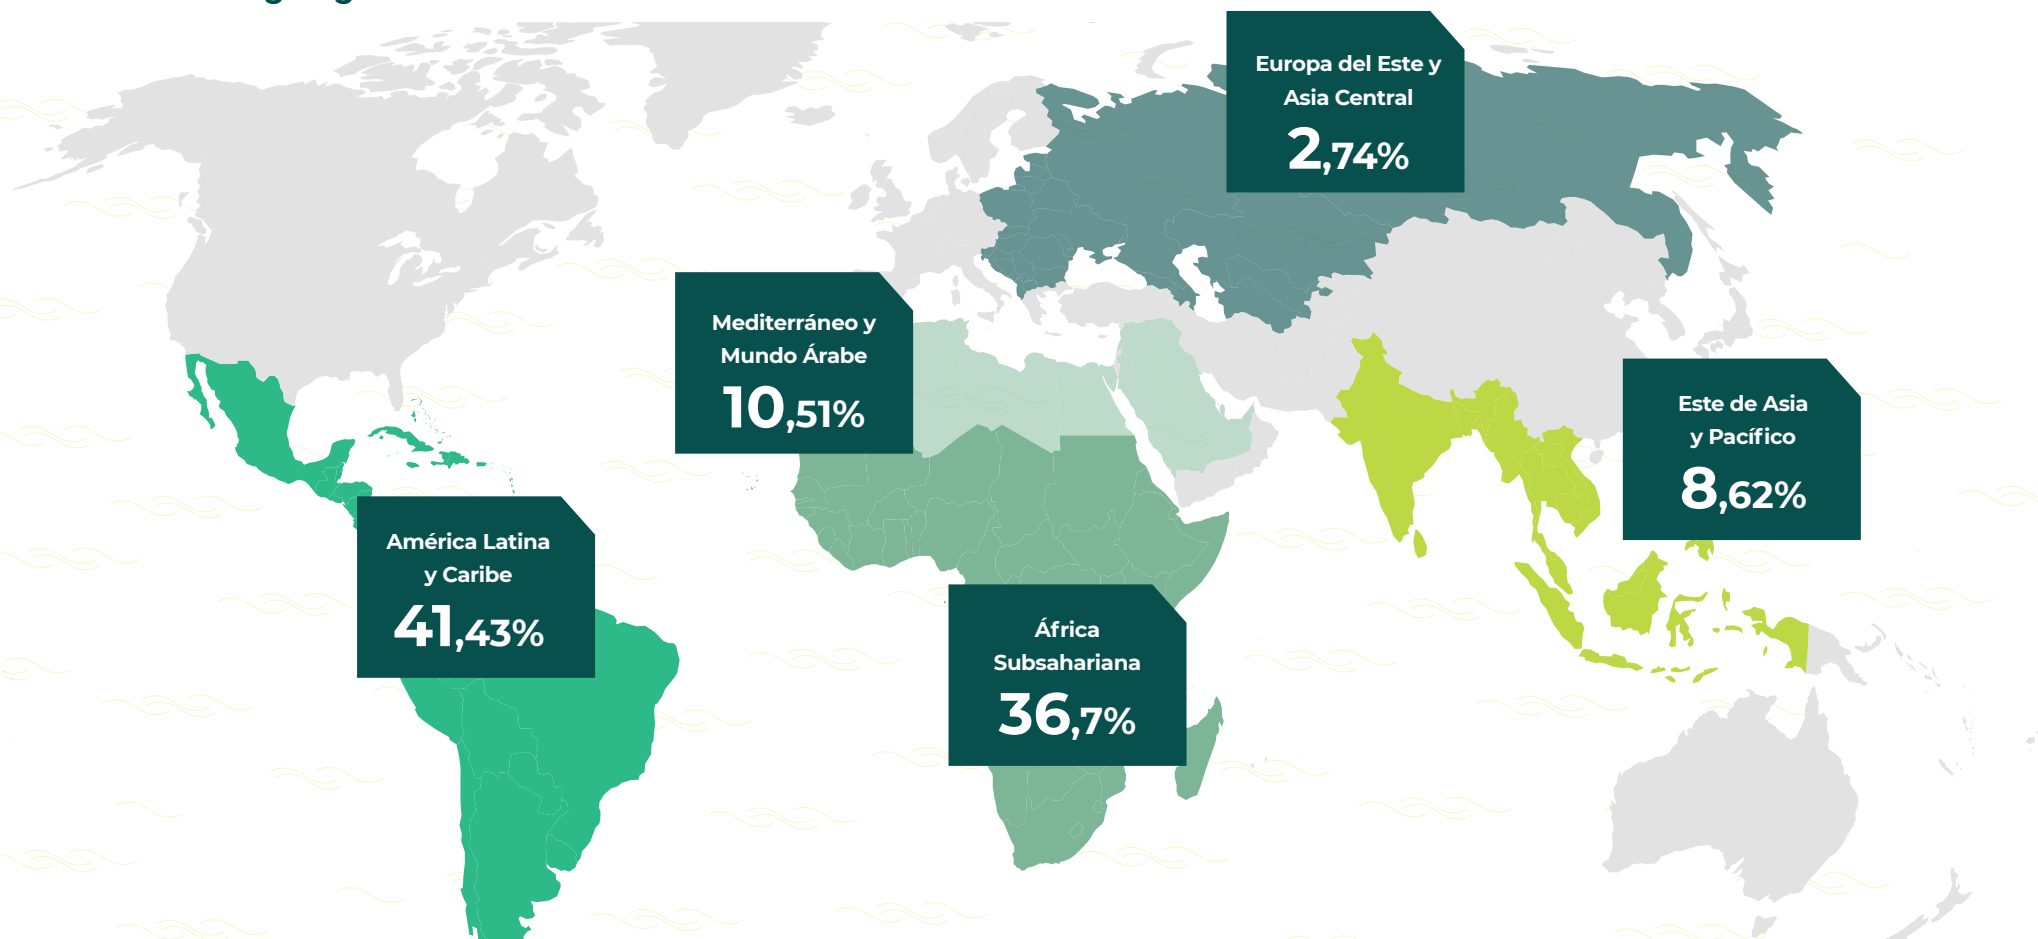 Europa del Este y
Asia Central
2,74%
Mediterráneo y
Mundo Árabe
10,51%
Este de Asia
y Pacífico
8,62%
América Latina
y Caribe
41,43%
África
Subsahariana
36,7%